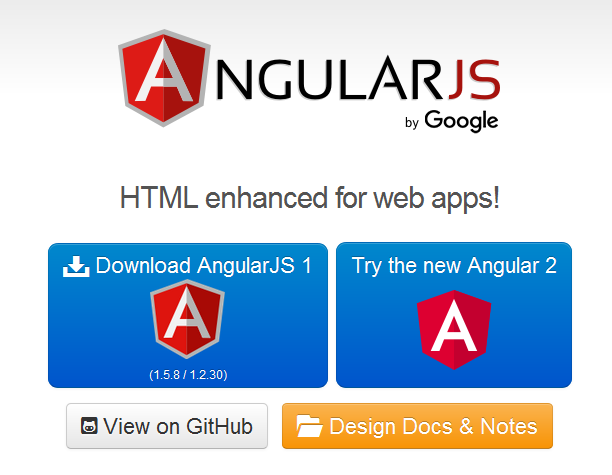 ANGULARJS
by Google
HTML enhanced for web apps!
Download AngularJS 1
A
(1.5.8 / 1.2.30)
Try the new Angular 2
A
View on GitHub
Design Docs & Notes